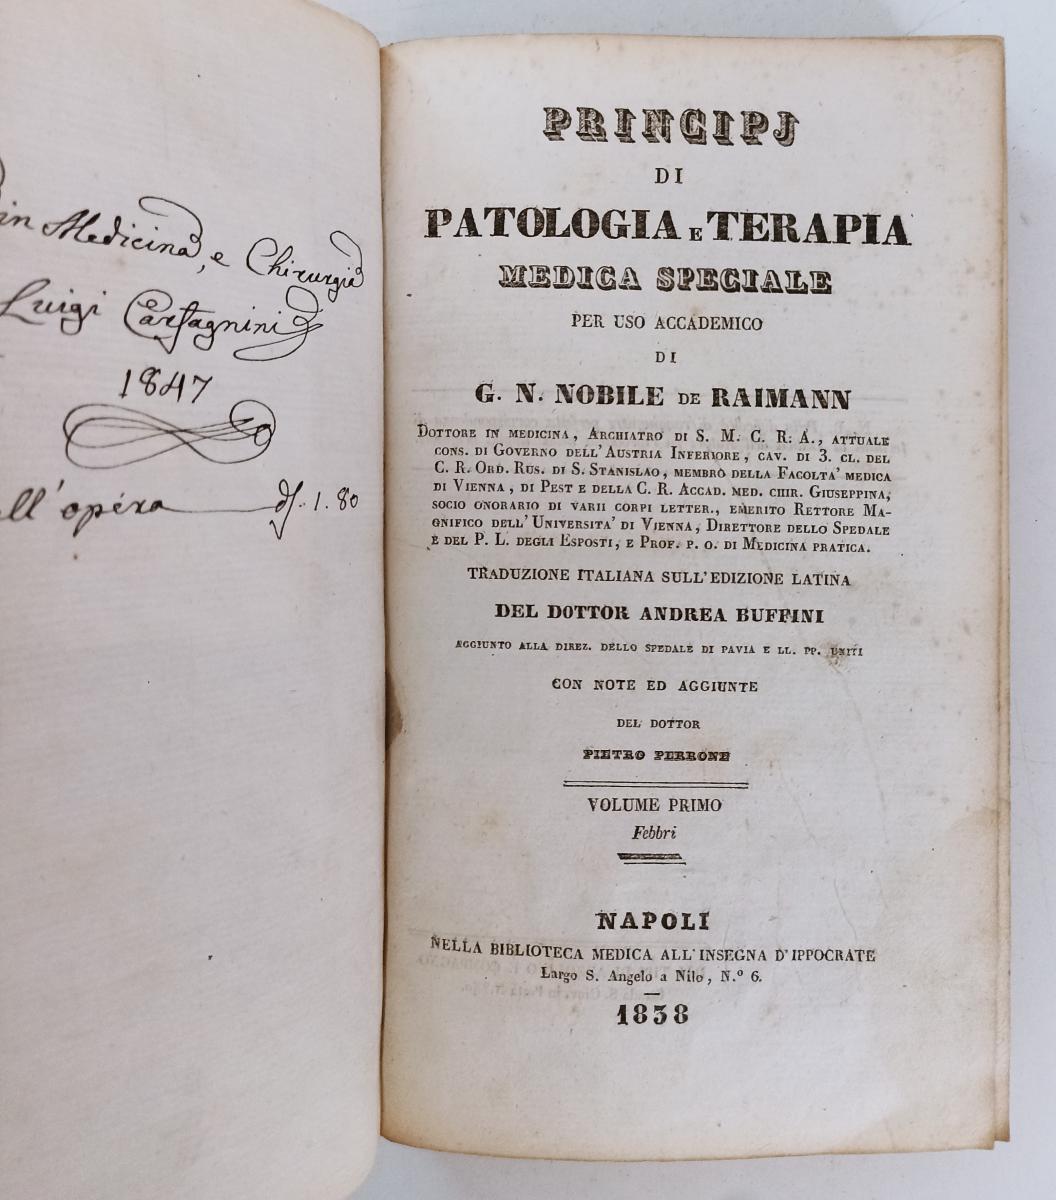 in Medicina, e Chirurgia
Luigi Castagnini
1847
ll' opéra 1. 80
PRINCIPJ
DI
PATOLOGIA E TERAPIA
MEDICA SPECIALE
PER USO ACCADEMICO
DI
G. N. NOBILE DE RAIMANN
DOTTORE IN MEDICINA, ARCHIATRO DI S. M. C. R. A., ATTUALE
CONS. DI GOVERNO DELL'AUSTRIA INFERIORE, CAV. DI 3. CL. DEL
C. R. ORD. RUS. DI S. STANISLAO, MEMBRO DELLA FACOLTA' MEDICA
DI VIENNA, DI PEST E DELLA C. R. ACCAD. MED. CHIR. GIUSEPPINA,
SOCIO ONORARIO DI VARII CORPI LETTER., EMERITO RETTORE MA-
GNIFICO DELL'UNIVERSITA' DI VIENNA, DIRETTORE DELLO SPEDALE
E DEL P. L. DEGLI ESPOSTI, E PROF. P. O. DI MEDICINA PRATICA.
TRADUZIONE ITALIANA SULL'EDIZIONE LATINA
DEL DOTTOR ANDREA BUFFINI
AGGIUNTO ALLA DIREZ. DELLO SPEDALE DI PAVIA E LL. PP. UNITI
CON NOTE ED AGGIUNTE
DEL DOTTOR
PIETRO PERRONE
VOLUME PRIMO
Febbri
NAPOLI
NELLA BIBLIOTECA MEDICA ALL'INSEGNA D'IPPOCRATE
Largo S. Angelo a Nilo, N.° 6.
1838